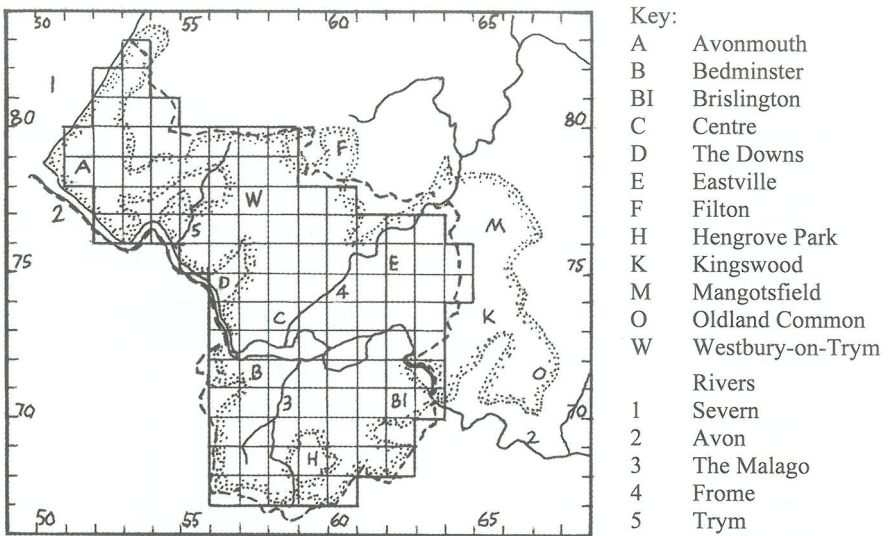 50 55 60 65
1
80 80
F
A
W
2 5
M
75 E 75
D
4
C K
B O
3 BI
70 70
2
H
50 55 60 65
Key:
A Avonmouth
B Bedminster
BI Brislington
C Centre
D The Downs
E Eastville
F Filton
H Hengrove Park
K Kingswood
M Mangotsfield
O Oldland Common
W Westbury-on-Trym
Rivers
1 Severn
2 Avon
3 The Malago
4 Frome
5 Trym